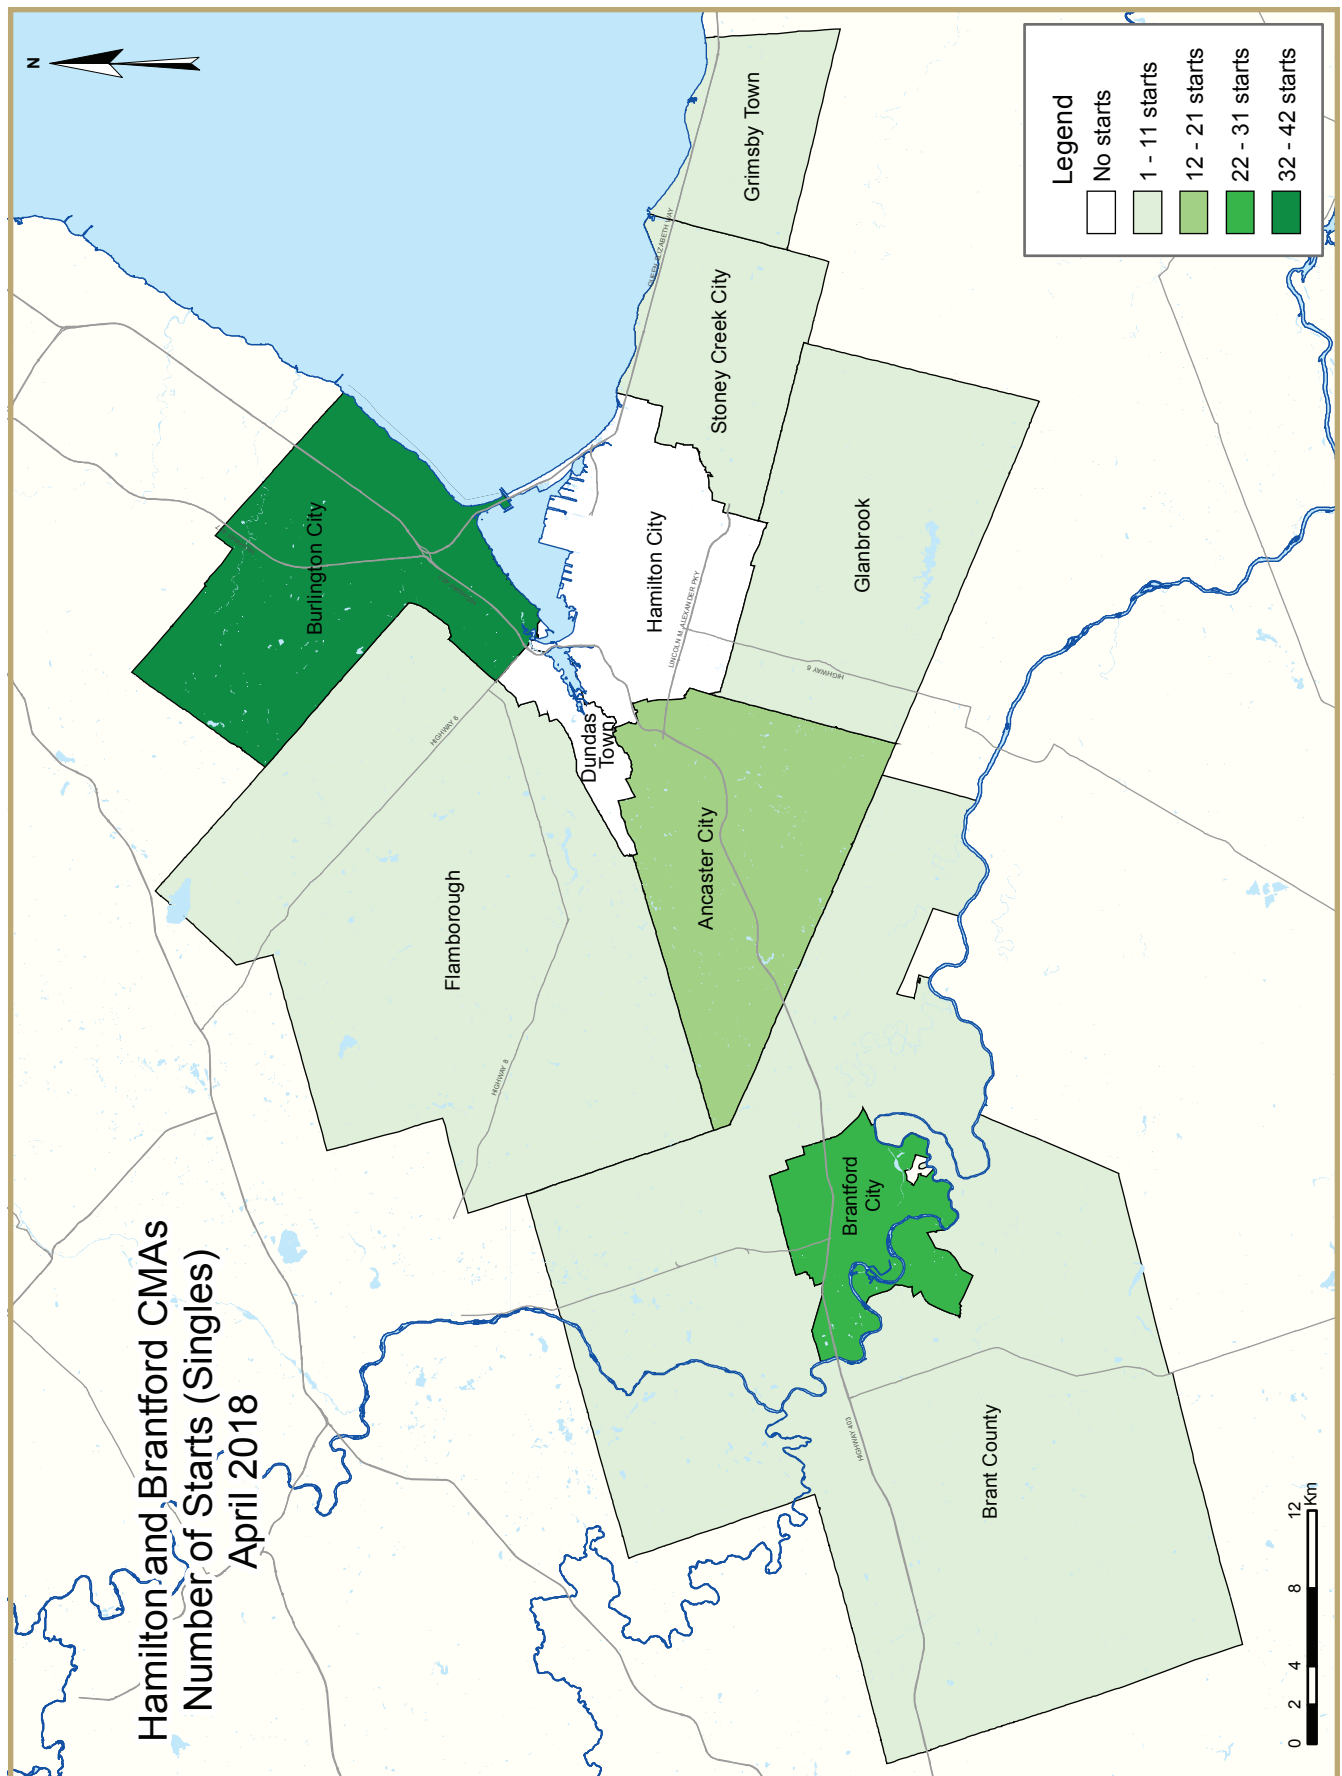 Hamilton and Brantford CMAs
Number of Starts (Singles)
April 2018
N
Burlington City
Flamborough
HIGHWAY 6
HIGHWAY 8
Dundas
Town
Hamilton City
LINCOLN M. ALEXANDER PKY
Stoney Creek City
QUEEN ELIZABETH WAY
Grimsby Town
Ancaster City
Glanbrook
HIGHWAY 6
Brantford
City
HIGHWAY 403
Brant County
0 2 4 8 12
Km
Legend
No starts
1 - 11 starts
12 - 21 starts
22 - 31 starts
32 - 42 starts